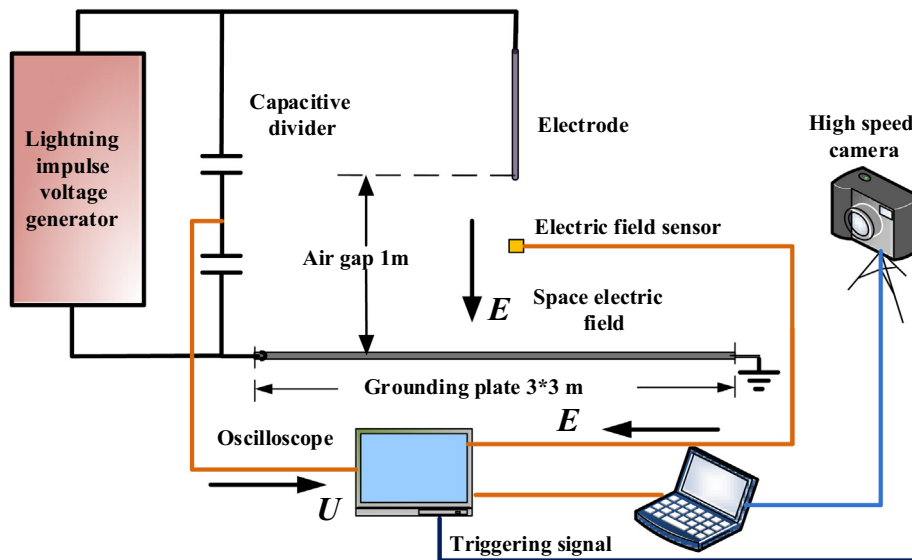 Lightning
impulse
voltage
generator
Capacitive
divider
Electrode
High speed
camera
Air gap 1m
Electric field sensor
E
Space electric
field
Grounding plate 3*3 m
E
Oscilloscope
U
Triggering signal